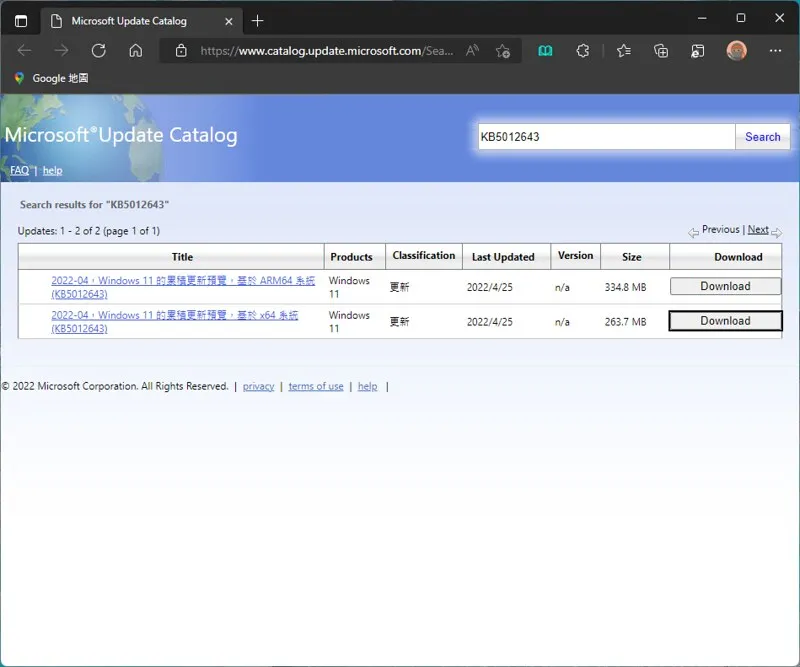 Microsoft Update Catalog
https://www.catalog.update.microsoft.com/Sea...
Google 地圖
Microsoft®Update Catalog
KB5012643
Search
FAQ | help
Search results for "KB5012643"
Updates: 1 - 2 of 2 (page 1 of 1)
Previous | Next
Title Products Classification Last Updated Version Size Download
2022-04，Windows 11 的累積更新預覽，基於 ARM64 系統 (KB5012643) Windows 11 更新 2022/4/25 n/a 334.8 MB Download
2022-04，Windows 11 的累積更新預覽，基於 x64 系統 (KB5012643) Windows 11 更新 2022/4/25 n/a 263.7 MB Download
© 2022 Microsoft Corporation. All Rights Reserved. | privacy | terms of use | help |